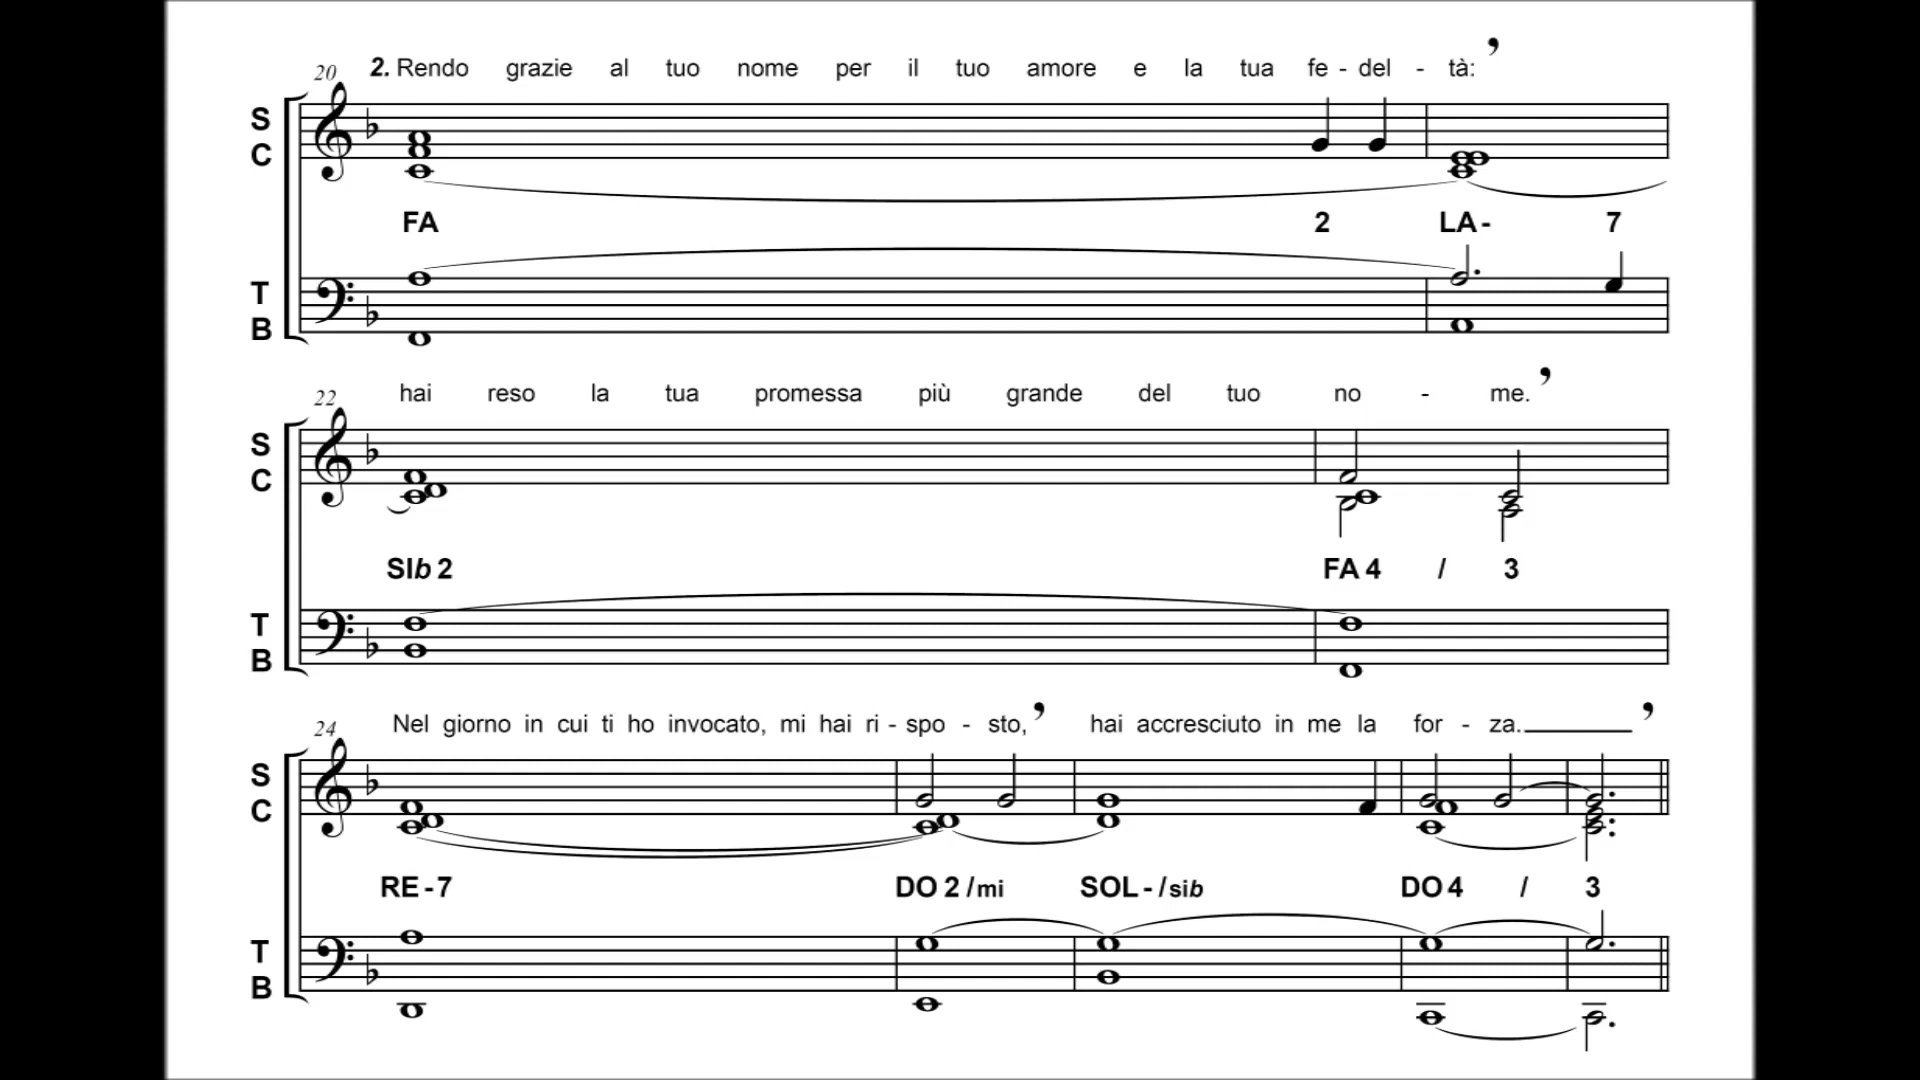 20 2. Rendo grazie al tuo nome per il tuo amore e la tua fe - del - tà: ’
S
C
FA 2 LA - 7
T
B
22 hai reso la tua promessa più grande del tuo no - me. ’
S
C
SIb 2 FA 4 / 3
T
B
24 Nel giorno in cui ti ho invocato, mi hai ri - spo - sto, ’ hai accresciuto in me la for - za. ’
S
C
RE - 7 DO 2 / mi SOL - / sib DO 4 / 3
T
B